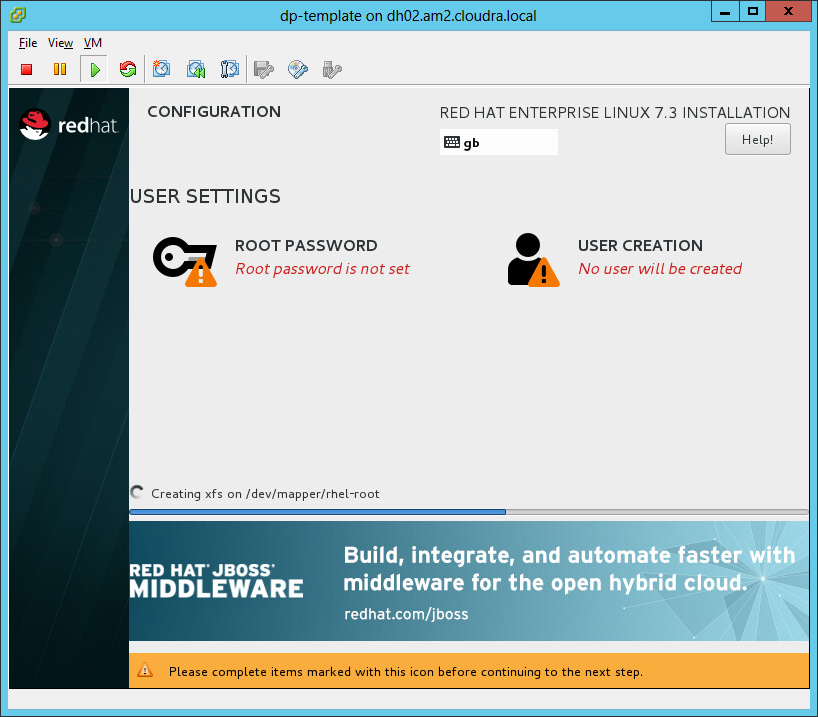 dp-template on dh02.am2.cloudra.local
File View VM
redhat.
CONFIGURATION
RED HAT ENTERPRISE LINUX 7.3 INSTALLATION
gb
Help!
USER SETTINGS
ROOT PASSWORD
Root password is not set
USER CREATION
No user will be created
Creating xfs on /dev/mapper/rhel-root
RED HAT® JBOSS®
MIDDLEWARE
Build, integrate, and automate faster with
middleware for the open hybrid cloud.
redhat.com/jboss
Please complete items marked with this icon before continuing to the next step.